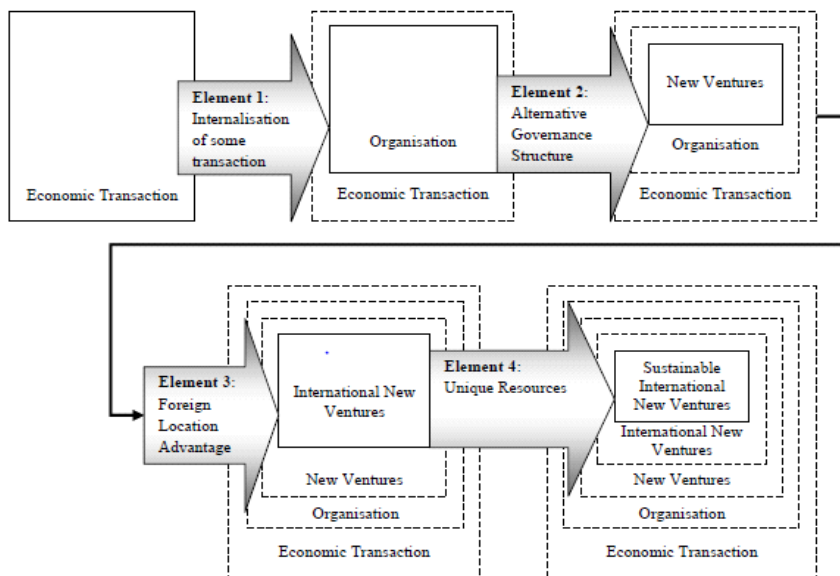 Economic Transaction
Element 1:
Internalisation
of some
transaction
Organisation
Economic Transaction
Element 2:
Alternative
Governance
Structure
New Ventures
Organisation
Economic Transaction
Element 3:
Foreign
Location
Advantage
International New
Ventures
New Ventures
Organisation
Economic Transaction
Element 4:
Unique Resources
Sustainable
International
New Ventures
International New
Ventures
New Ventures
Organisation
Economic Transaction